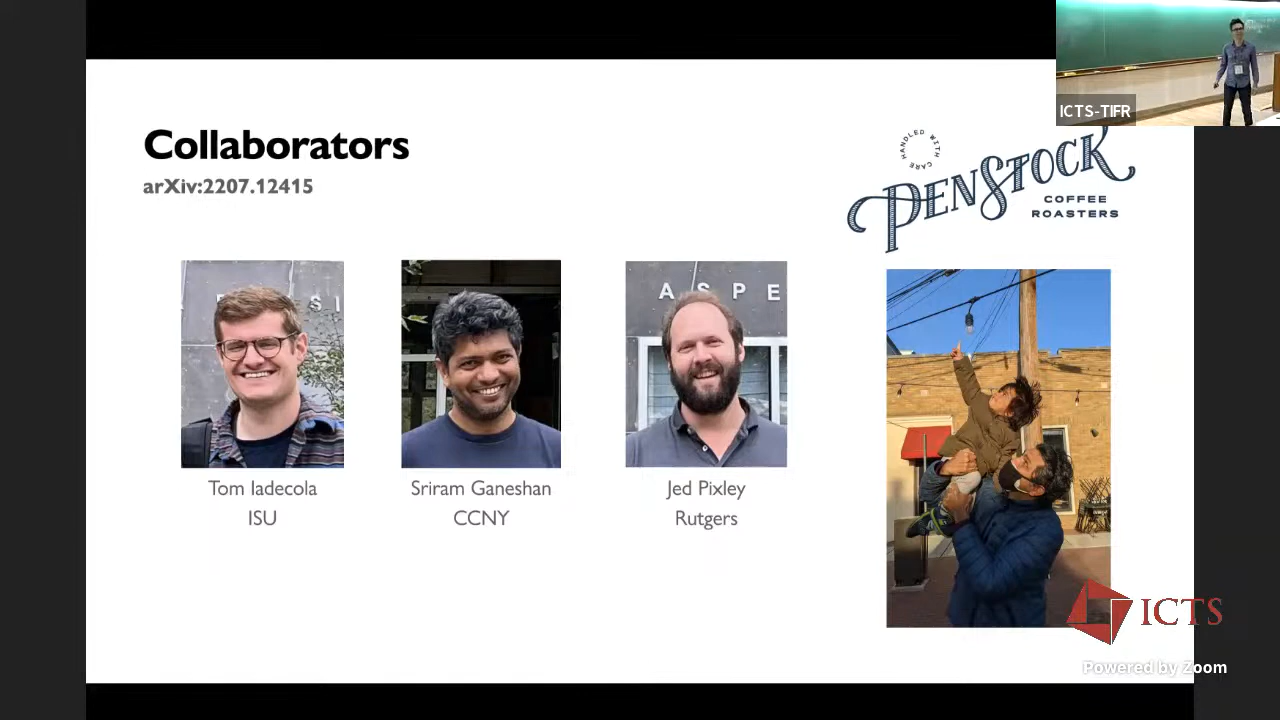 ICTS-TIFR
Collaborators
arXiv:2207.12415
HANDLED WITH CARE
PENSTOCK
COFFEE
ROASTERS
ASPE
Tom Iadecola
ISU
Sriram Ganeshan
CCNY
Jed Pixley
Rutgers
ICTS
Powered by Zoom